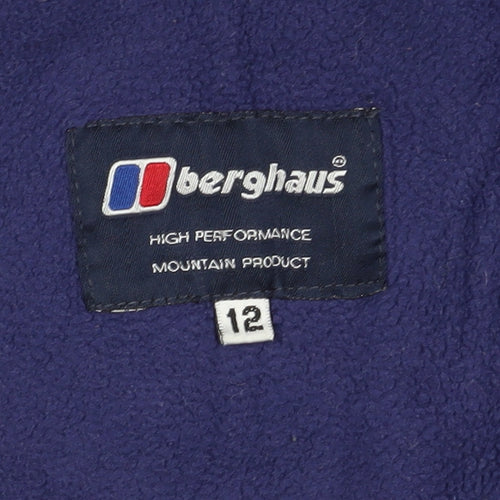 berghaus®
HIGH PERFORMANCE
MOUNTAIN PRODUCT
12